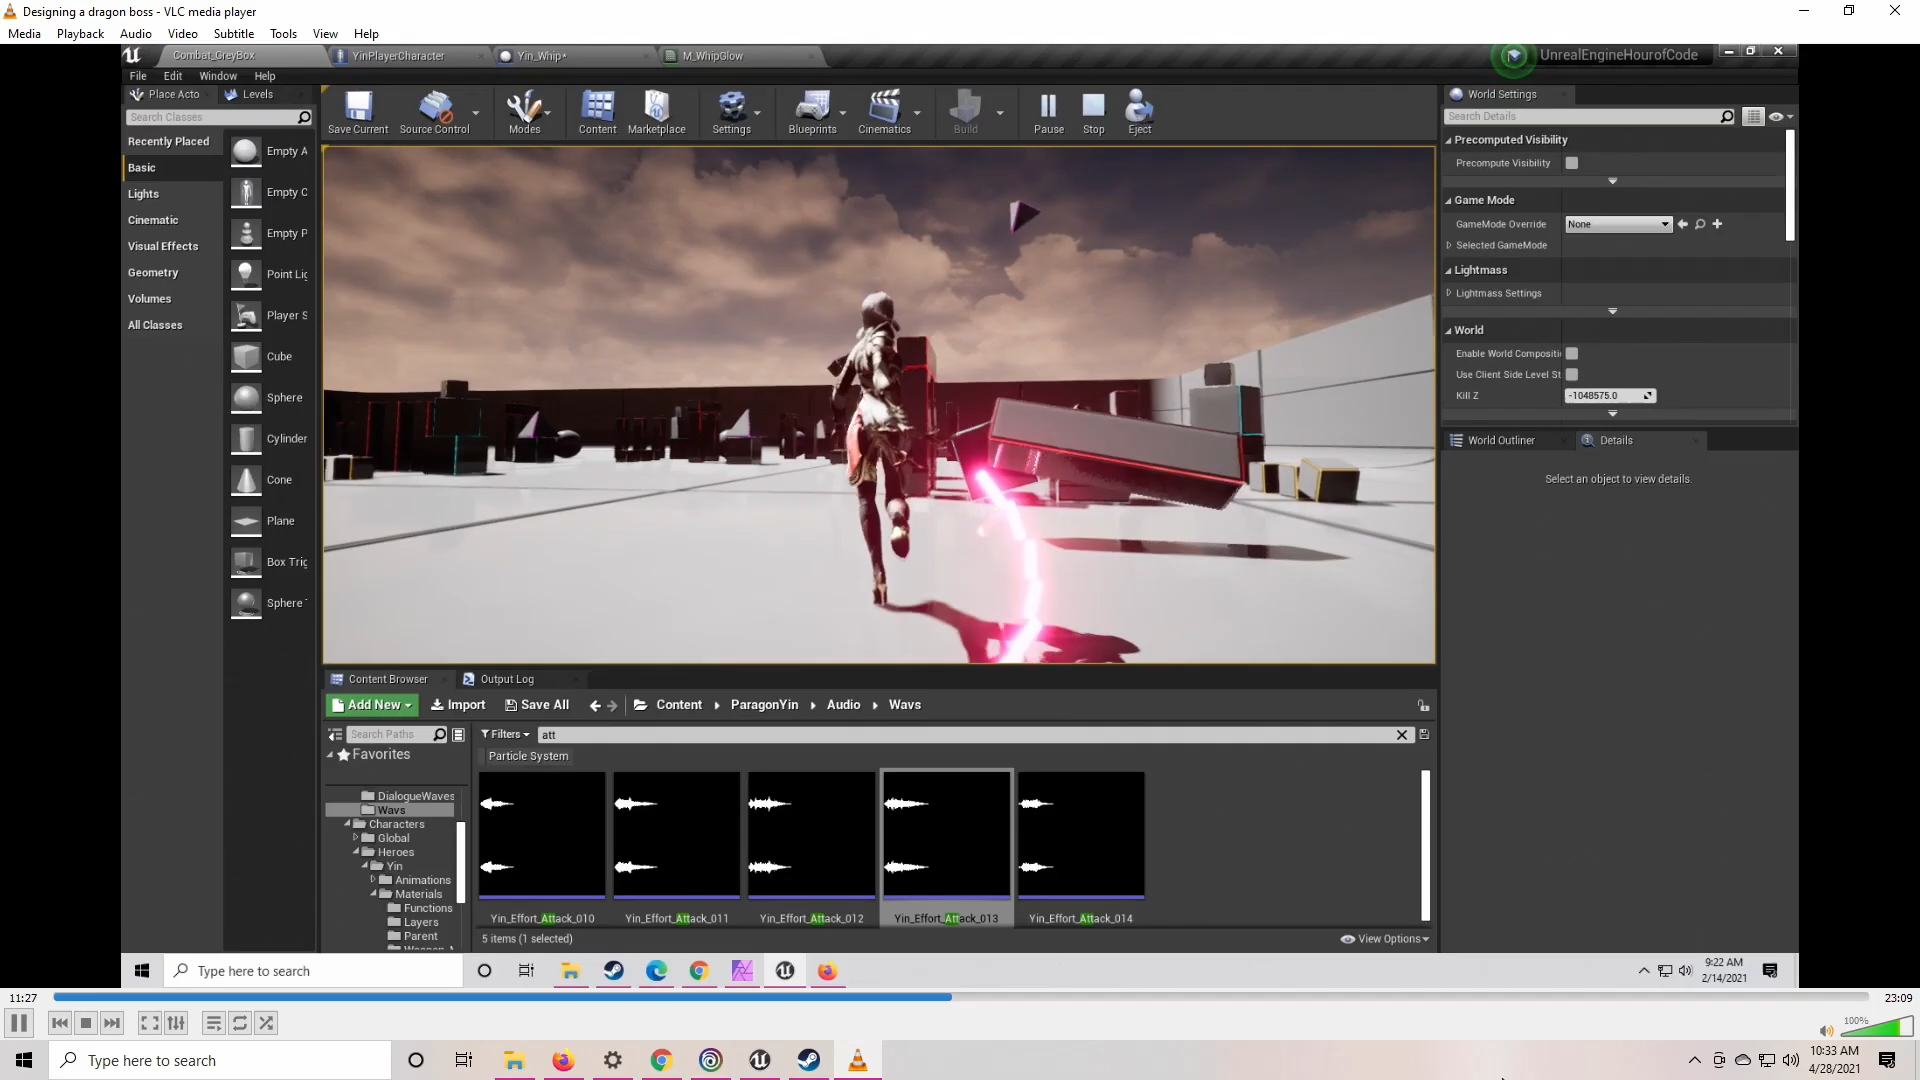 Designing a dragon boss - VLC media player
Media Playback Audio Video Subtitle Tools View Help
Combat_GreyBox YinPlayerCharacter Yin_Whip* M_WhipGlow UnrealEngineHourofCode
File Edit Window Help
Place Acto Levels
Search Classes
Recently Placed
Basic
Lights
Cinematic
Visual Effects
Geometry
Volumes
All Classes
Empty A
Empty C
Empty P
Point Lig
Player S
Cube
Sphere
Cylinder
Cone
Plane
Box Trig
Sphere T
Save Current Source Control Modes Content Marketplace Settings Blueprints Cinematics Build Pause Stop Eject
World Settings
Search Details
Precomputed Visibility
Precompute Visibility
Game Mode
GameMode Override None
Selected GameMode
Lightmass
Lightmass Settings
World
Enable World Compositi
Use Client Side Level St
Kill Z -1048575.0
World Outliner Details
Select an object to view details.
Content Browser Output Log
Add New Import Save All Content ParagonYin Audio Wavs
Search Paths
Filters att
Favorites
Particle System
DialogueWaves
Wavs
Characters
Global
Heroes
Yin
Animations
Materials
Functions
Layers
Parent
Yin_Effort_Attack_010 Yin_Effort_Attack_011 Yin_Effort_Attack_012 Yin_Effort_Attack_013 Yin_Effort_Attack_014
5 items (1 selected) View Options
Type here to search
9:22 AM
2/14/2021
11:27 23:09
100%
Type here to search
10:33 AM
4/28/2021